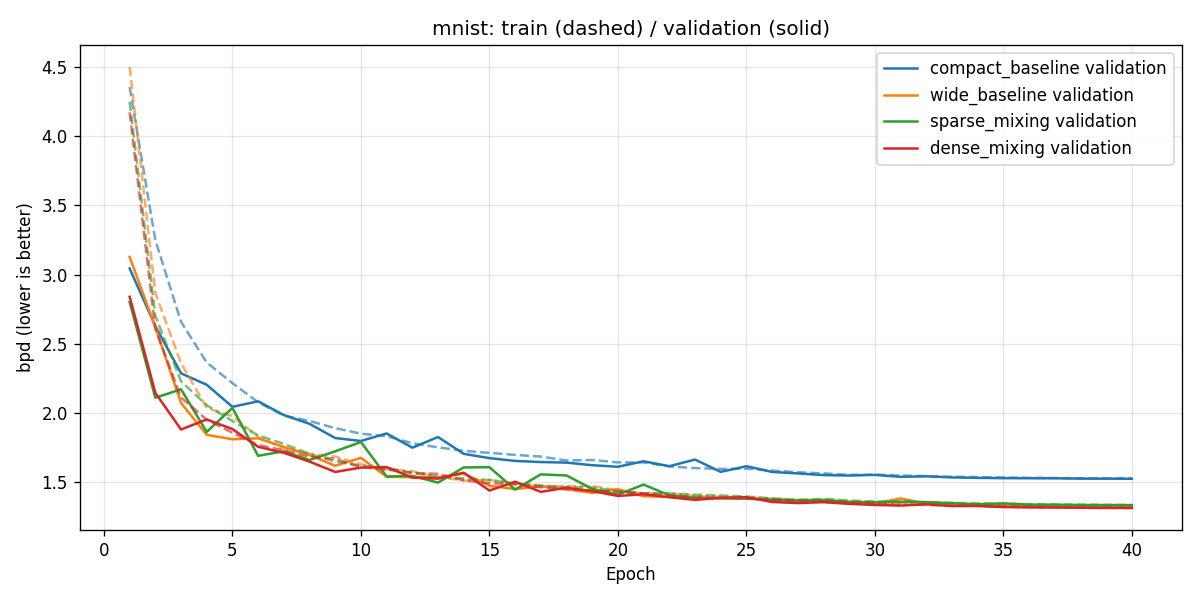 mnist: train (dashed) / validation (solid)
compact_baseline validation
wide_baseline validation
sparse_mixing validation
dense_mixing validation
bpd (lower is better)
4.5
4.0
3.5
3.0
2.5
2.0
1.5
0 5 10 15 20 25 30 35 40
Epoch